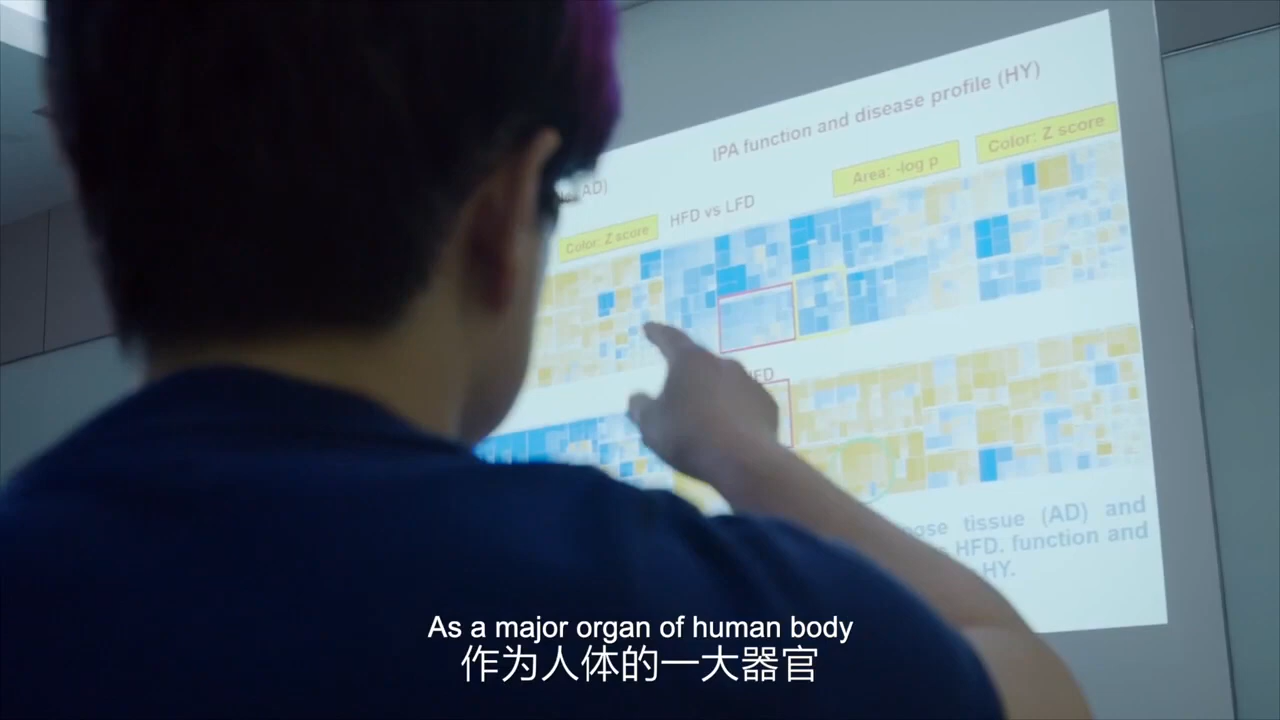 IPA function and disease profile (HY)
Color: Z score
Area: -log p
(AD)
HFD vs LFD
Color: Z score
tissue (AD) and
HFD. function and
HY.
As a major organ of human body
作为人体的一大器官